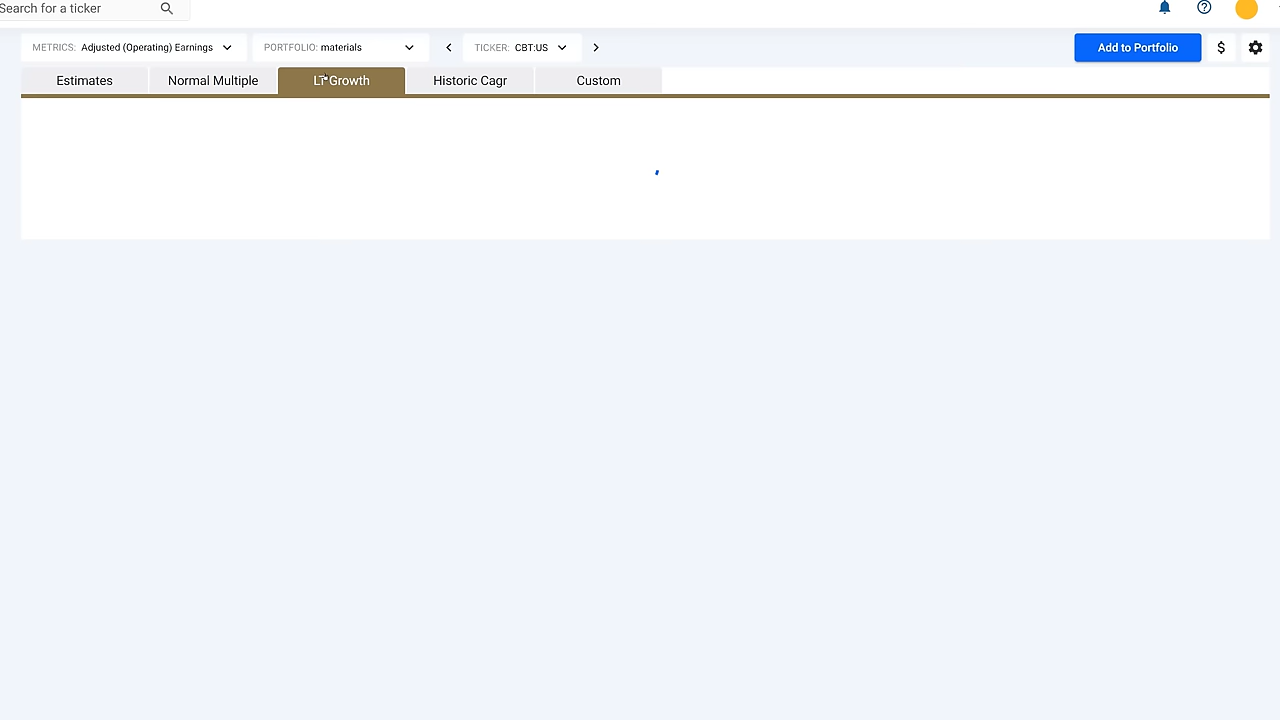 Search for a ticker
METRICS: Adjusted (Operating) Earnings PORTFOLIO: materials TICKER: CBT:US Add to Portfolio $
Estimates Normal Multiple LT Growth Historic Cagr Custom